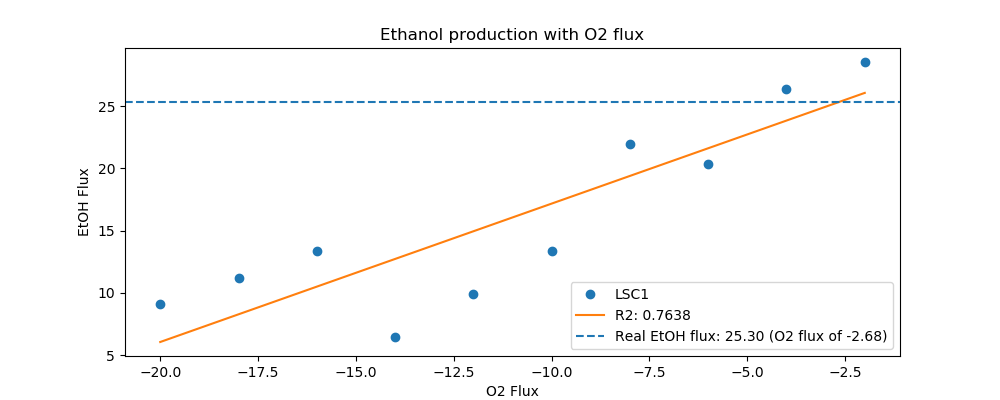 Ethanol production with O2 flux
EtOH Flux
25
20
15
10
5
LSC1
R2: 0.7638
Real EtOH flux: 25.30 (O2 flux of -2.68)
−20.0 −17.5 −15.0 −12.5 −10.0 −7.5 −5.0 −2.5
O2 Flux